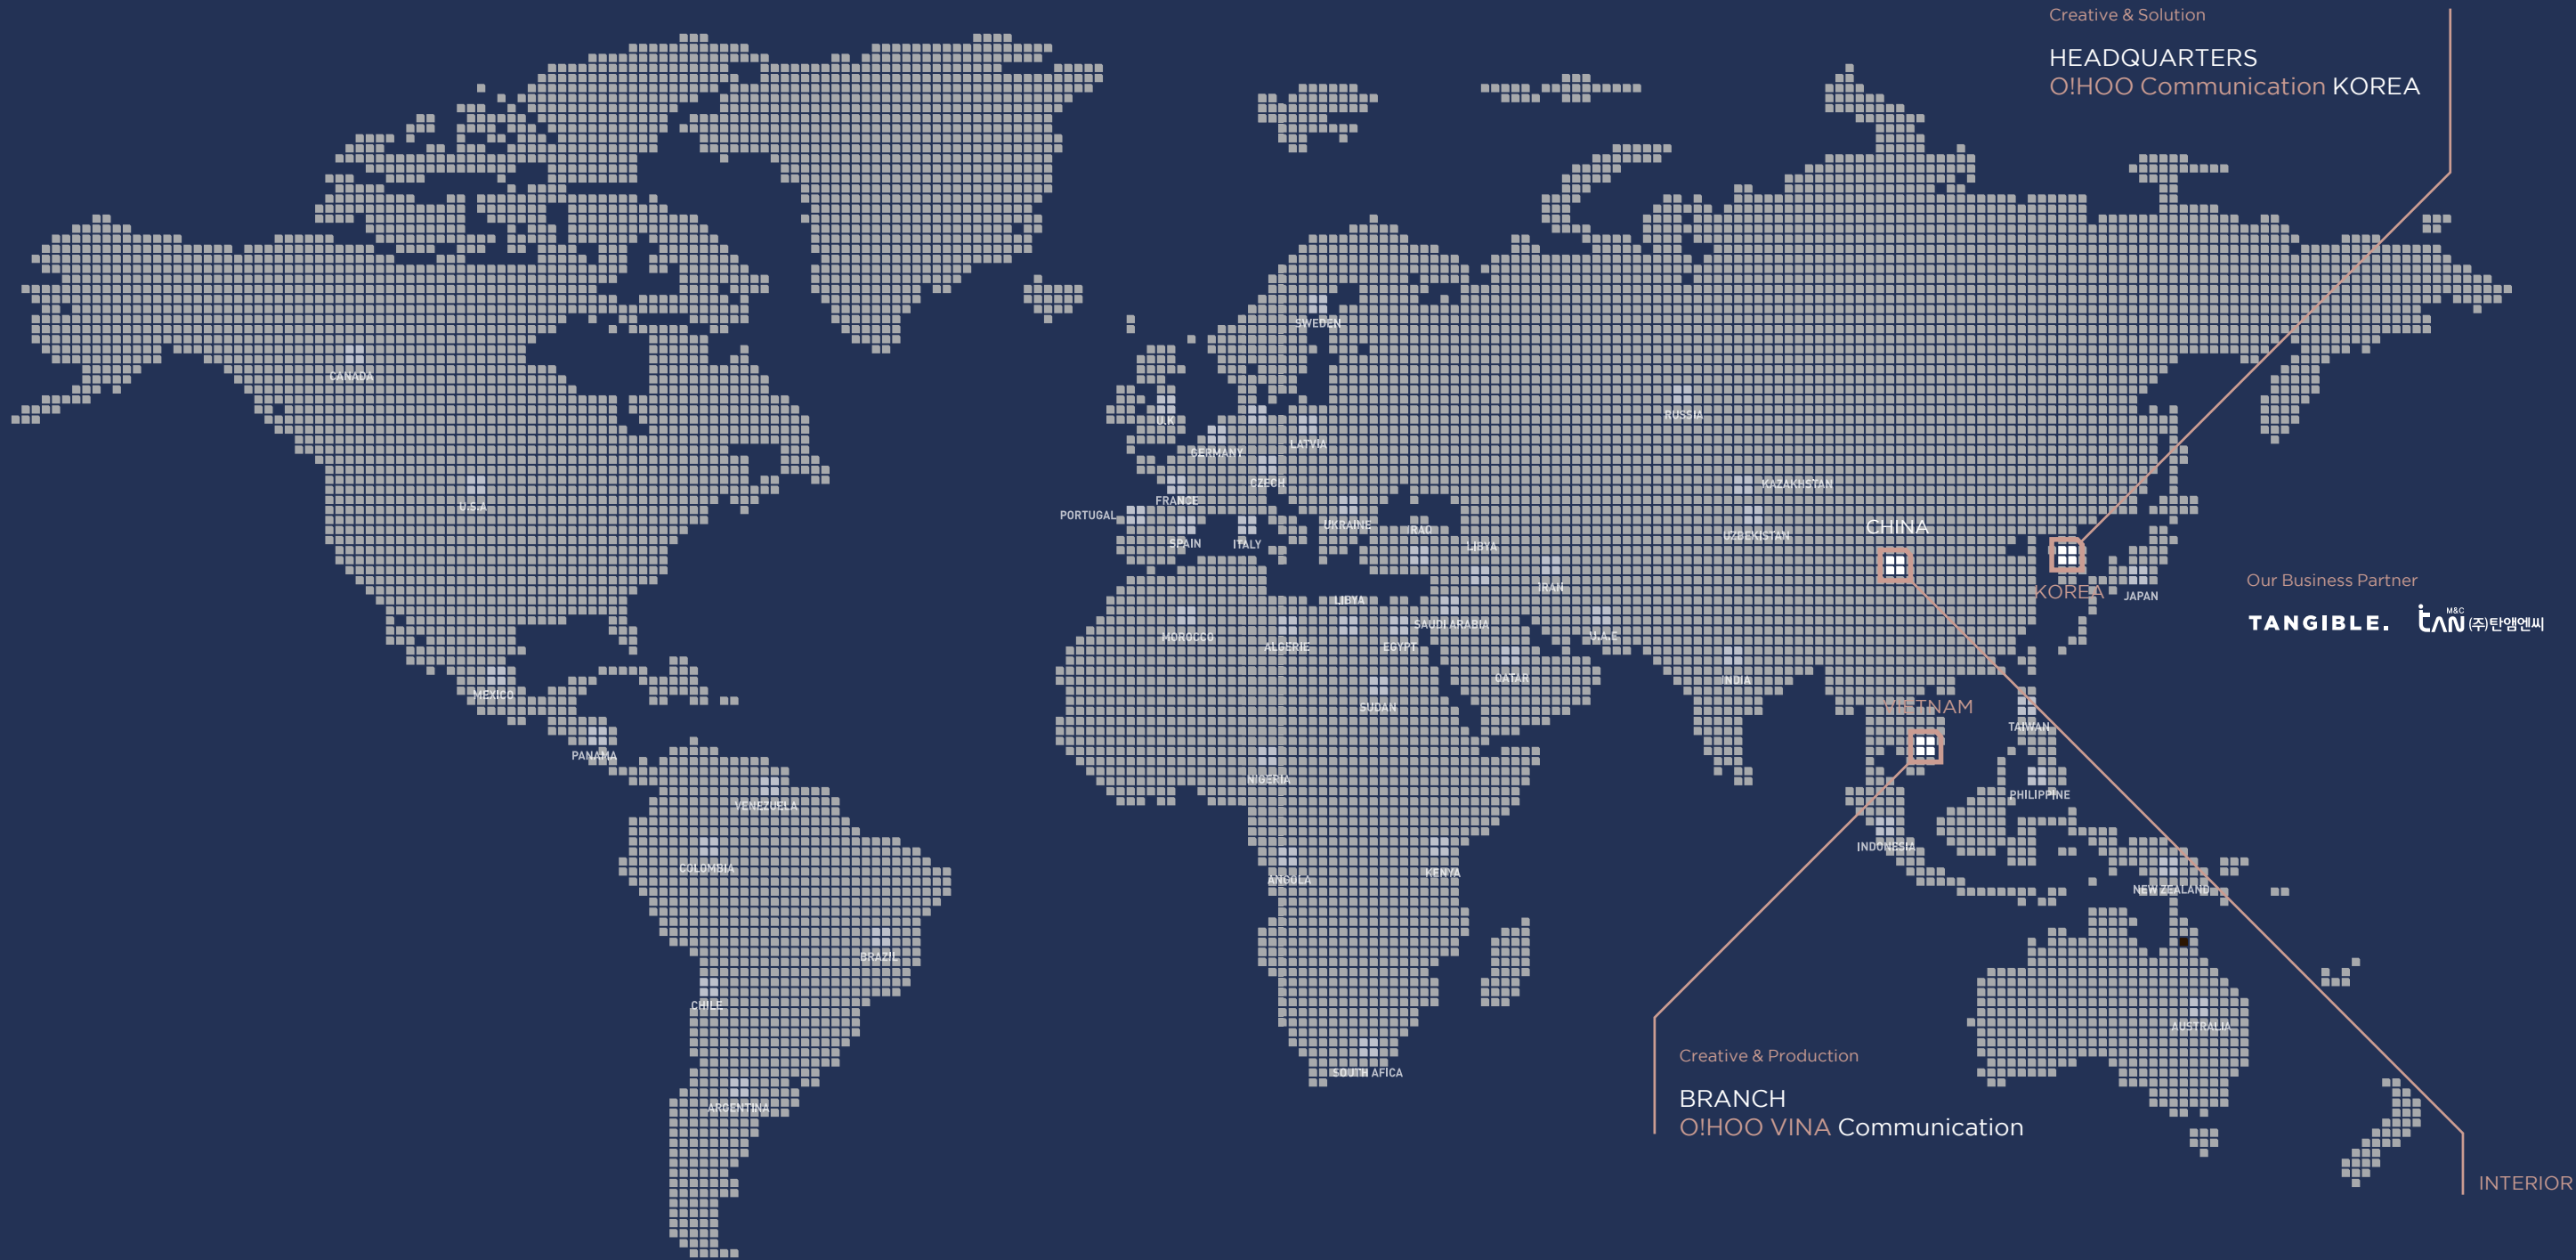 Creative & Solution
HEADQUARTERS
O!HOO Communication KOREA
SWEDEN
CANADA
U.K
RUSSIA
LATVIA
GERMANY
CZECH
KAZAKHSTAN
FRANCE
U.S.A
PORTUGAL
UKRAINE
IRAQ
CHINA
UZBEKISTAN
SPAIN
ITALY
LIBYA
Our Business Partner
IRAN
KOREA
JAPAN
LIBYA
TANGIBLE.
M&C
tAN (주)탄앰엔씨
SAUDI ARABIA
MOROCCO
U.A.E
ALGERIE
EGYPT
QATAR
INDIA
MEXICO
SUDAN
VIETNAM
TAIWAN
PANAMA
NIGERIA
PHILIPPINE
VENEZUELA
INDONESIA
COLOMBIA
KENYA
ANGOLA
NEW ZEALAND
BRAZIL
CHILE
AUSTRALIA
Creative & Production
SOUTH AFICA
BRANCH
ARGENTINA
O!HOO VINA Communication
INTERIOR